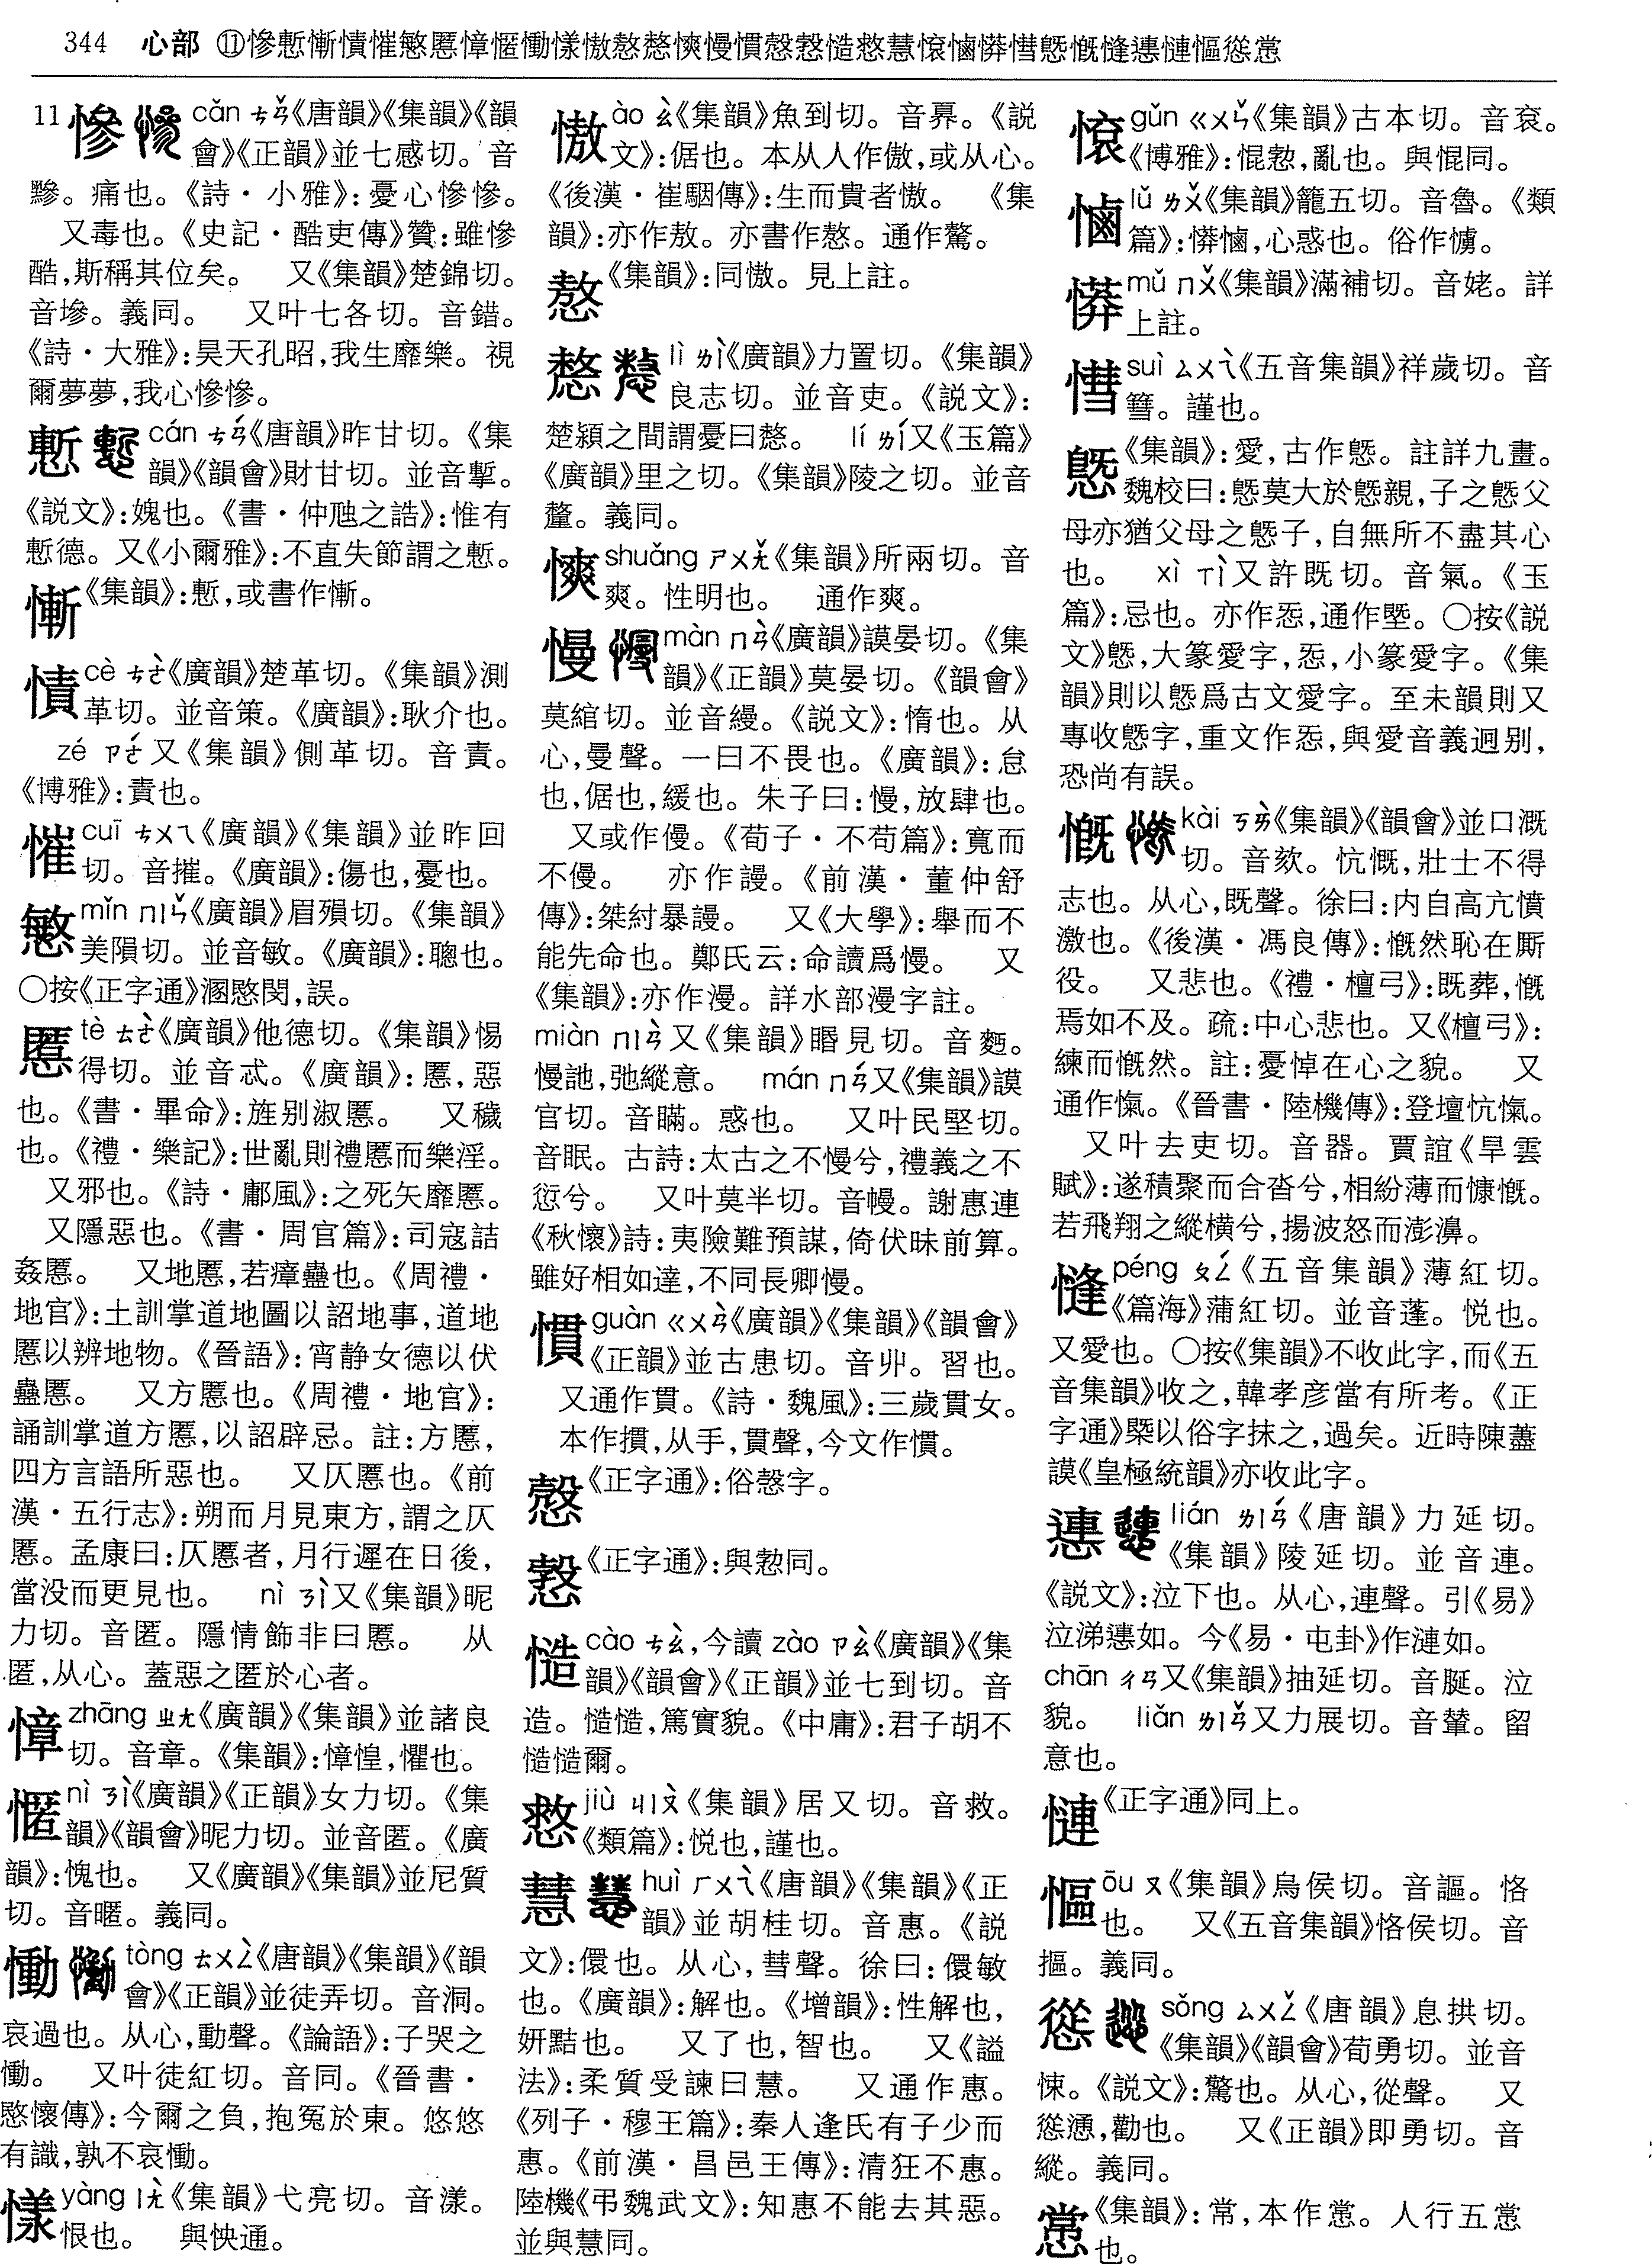 344 心部 ⑪慘慙慚憒慛慜慝慞慝慟慏慠憃慗慡慢慣慤愨慥慦慧惄慲慔慧慨慨憉慩慩慪慫慸
11慘 cǎn ㄘㄢˇ《唐韻》《集韻》《韻
會》《正韻》並七感切。音
黲。痛也。《詩·小雅》:憂心慘慘。
又毒也。《史記·酷吏傳》贊:雖慘
酷,斯稱其位矣。 又《集韻》楚錦切。
音墋。義同。 又叶七各切。音錯。
《詩·大雅》:昊天孔昭,我生靡樂。視
爾夢夢,我心慘慘。
慙 cán ㄘㄢˊ《唐韻》昨甘切。《集
韻》《韻會》財甘切。並音摮。
《説文》:媿也。《書·仲虺之誥》:惟有
慙德。又《小爾雅》:不直失節謂之慙。
慚《集韻》:慙,或書作慚。
憤 cè ㄘㄜˋ《廣韻》楚革切。《集韻》測
革切。並音策。《廣韻》:耿介也。
zé ㄗㄜˊ又《集韻》側革切。音責。
《博雅》:責也。
慛 cuī ㄘㄨㄟ《廣韻》《集韻》並昨回
切。音摧。《廣韻》:傷也,憂也。
慜 mǐn ㄇㄧㄣˇ《廣韻》眉殞切。《集韻》
美隕切。並音敏。《廣韻》:聰也。
○按《正字通》溷愍閔,誤。
慝 tè ㄊㄜˋ《廣韻》他德切。《集韻》惕
得切。並音忒。《廣韻》:慝,惡
也。《書·畢命》:旌别淑慝。 又穢
也。《禮·樂記》:世亂則禮慝而樂淫。
又邪也。《詩·鄘風》:之死矢靡慝。
又隱惡也。《書·周官篇》:司寇詰
姦慝。 又地慝,若瘴蠱也。《周禮·
地官》:土訓掌道地圖以詔地事,道地
慝以辨地物。《晉語》:宵静女德以伏
蠱慝。 又方慝也。《周禮·地官》:
誦訓掌道方慝,以詔辟忌。註:方慝,
四方言語所惡也。 又仄慝也。《前
漢·五行志》:朔而月見東方,謂之仄
慝。孟康曰:仄慝者,月行遲在日後,
當没而更見也。 nì ㄋㄧˋ又《集韻》昵
力切。音匿。隱情飾非曰慝。 从
匿,从心。蓋惡之匿於心者。
慞 zhāng ㄓㄤ《廣韻》《集韻》並諸良
切。音章。《集韻》:慞惶,懼也。
nì ㄋㄧˋ《廣韻》《正韻》女力切。《集
韻》《韻會》昵力切。並音匿。《廣
韻》:愧也。 又《廣韻》《集韻》並尼質
切。音暱。義同。
慟 tòng ㄊㄨㄥˋ《唐韻》《集韻》《韻
會》《正韻》並徒弄切。音洞。
哀過也。从心,動聲。《論語》:子哭之
慟。 又叶徒紅切。音同。《晉書·
愍懷傳》:今爾之負,抱冤於東。悠悠
有識,孰不哀慟。
yàng ㄧㄤˋ《集韻》弋亮切。音漾。
恨也。 與怏通。
慠 ào ㄠˋ《集韻》魚到切。音奡。《説
文》:倨也。本从人作傲,或从心。
《後漢·崔駰傳》:生而貴者慠。 《集
韻》:亦作敖。亦書作憗。通作驁。
《集韻》:同慠。見上註。
lì ㄌㄧˋ《廣韻》力置切。《集韻》
良志切。並音吏。《説文》:
楚潁之間謂憂曰㦒。 lí ㄌㄧˊ又《玉篇》
《廣韻》里之切。《集韻》陵之切。並音
釐。義同。
慡 shuǎng ㄕㄨㄤˇ《集韻》所兩切。音
爽。性明也。 通作爽。
慢 màn ㄇㄢˋ《廣韻》謨晏切。《集
韻》《正韻》莫晏切。《韻會》
莫綰切。並音縵。《説文》:惰也。从
心,曼聲。一曰不畏也。《廣韻》:怠
也,倨也,緩也。朱子曰:慢,放肆也。
又或作僈。《荀子·不苟篇》:寬而
不僈。 亦作謾。《前漢·董仲舒
傳》:桀紂暴謾。 又《大學》:舉而不
能先命也。鄭氏云:命讀爲慢。 又
《集韻》:亦作漫。詳水部漫字註。
miàn ㄇㄧㄢˋ又《集韻》眠見切。音麪。
慢訑,弛縱意。 mán ㄇㄢˊ又《集韻》謨
官切。音瞞。惑也。 又叶民堅切。
音眠。古詩:太古之不慢兮,禮義之不
愆兮。 又叶莫半切。音幔。謝惠連
《秋懷》詩:夷險難預謀,倚伏昧前算。
雖好相如達,不同長卿慢。
慣 guàn ㄍㄨㄢˋ《廣韻》《集韻》《韻會》
《正韻》並古患切。音丱。習也。
又通作貫。《詩·魏風》:三歲貫女。
本作摜,从手,貫聲,今文作慣。
慤《正字通》:俗愨字。
《正字通》:與懃同。
慥 cào ㄘㄠˋ,今讀 zào ㄗㄠˋ《廣韻》《集
韻》《韻會》《正韻》並七到切。音
造。慥慥,篤實貌。《中庸》:君子胡不
慥慥爾。
慦 jiù ㄐㄧㄡˋ《集韻》居又切。音救。
《類篇》:悦也,謹也。
慧 huì ㄏㄨㄟˋ《唐韻》《集韻》《正
韻》並胡桂切。音惠。《説
文》:儇也。从心,彗聲。徐曰:儇敏
也。《廣韻》:解也。《增韻》:性解也,
妍黠也。 又了也,智也。 又《謚
法》:柔質受諫曰慧。 又通作惠。
《列子·穆王篇》:秦人逢氏有子少而
惠。《前漢·昌邑王傳》:清狂不惠。
陸機《弔魏武文》:知惠不能去其惡。
並與慧同。
gǔn ㄍㄨㄣˇ《集韻》古本切。音衮。
《博雅》:惃愂,亂也。與惃同。
lǔ ㄌㄨˇ《集韻》籠五切。音魯。《類
篇》:㒼㯭,心惑也。俗作㦗。
mǔ ㄇㄨˇ《集韻》滿補切。音姥。詳
上註。
suì ㄙㄨㄟˋ《五音集韻》祥歲切。音
篲。謹也。
《集韻》:愛,古作㤅。註詳九畫。
魏校曰:㤅莫大於㤅親,子之㤅父
母亦猶父母之㤅子,自無所不盡其心
也。 xì ㄒㄧˋ又許既切。音氣。《玉
篇》:忌也。亦作㤅,通作塈。○按《説
文》㤅,大篆愛字,㤅,小篆愛字。《集
韻》則以㤅爲古文愛字。至未韻則又
專收㤅字,重文作㤅,與愛音義迥别,
恐尚有誤。
慨 kài ㄎㄞˋ《集韻》《韻會》並口溉
切。音欬。忼慨,壯士不得
志也。从心,既聲。徐曰:内自高亢憤
激也。《後漢·馮良傳》:慨然恥在厮
役。 又悲也。《禮·檀弓》:既葬,慨
焉如不及。疏:中心悲也。又《檀弓》:
練而慨然。註:憂悼在心之貌。 又
通作愾。《晉書·陸機傳》:登壇忼愾。
又叶去吏切。音器。賈誼《旱雲
賦》:遂積聚而合沓兮,相紛薄而慷慨。
若飛翔之縱横兮,揚波怒而澎濞。
péng ㄆㄥˊ《五音集韻》薄紅切。
《篇海》蒲紅切。並音蓬。悦也。
又愛也。○按《集韻》不收此字,而《五
音集韻》收之,韓孝彦當有所考。《正
字通》槩以俗字抹之,過矣。近時陳藎
謨《皇極統韻》亦收此字。
lián ㄌㄧㄢˊ《唐韻》力延切。
《集韻》陵延切。並音連。
《説文》:泣下也。从心,連聲。引《易》
泣涕㥕如。今《易·屯卦》作漣如。
chān ㄔㄢ又《集韻》抽延切。音脠。泣
貌。 liǎn ㄌㄧㄢˇ又力展切。音輦。留
意也。
慩《正字通》同上。
慪 ōu ㄡ《集韻》烏侯切。音謳。恪
也。 又《五音集韻》恪侯切。音
摳。義同。
慫 sǒng ㄙㄨㄥˇ《唐韻》息拱切。
《集韻》《韻會》荀勇切。並音
悚。《説文》:驚也。从心,從聲。 又
慫慂,勸也。 又《正韻》即勇切。音
縱。義同。
《集韻》:常,本作㦂。人行五㦂
也。